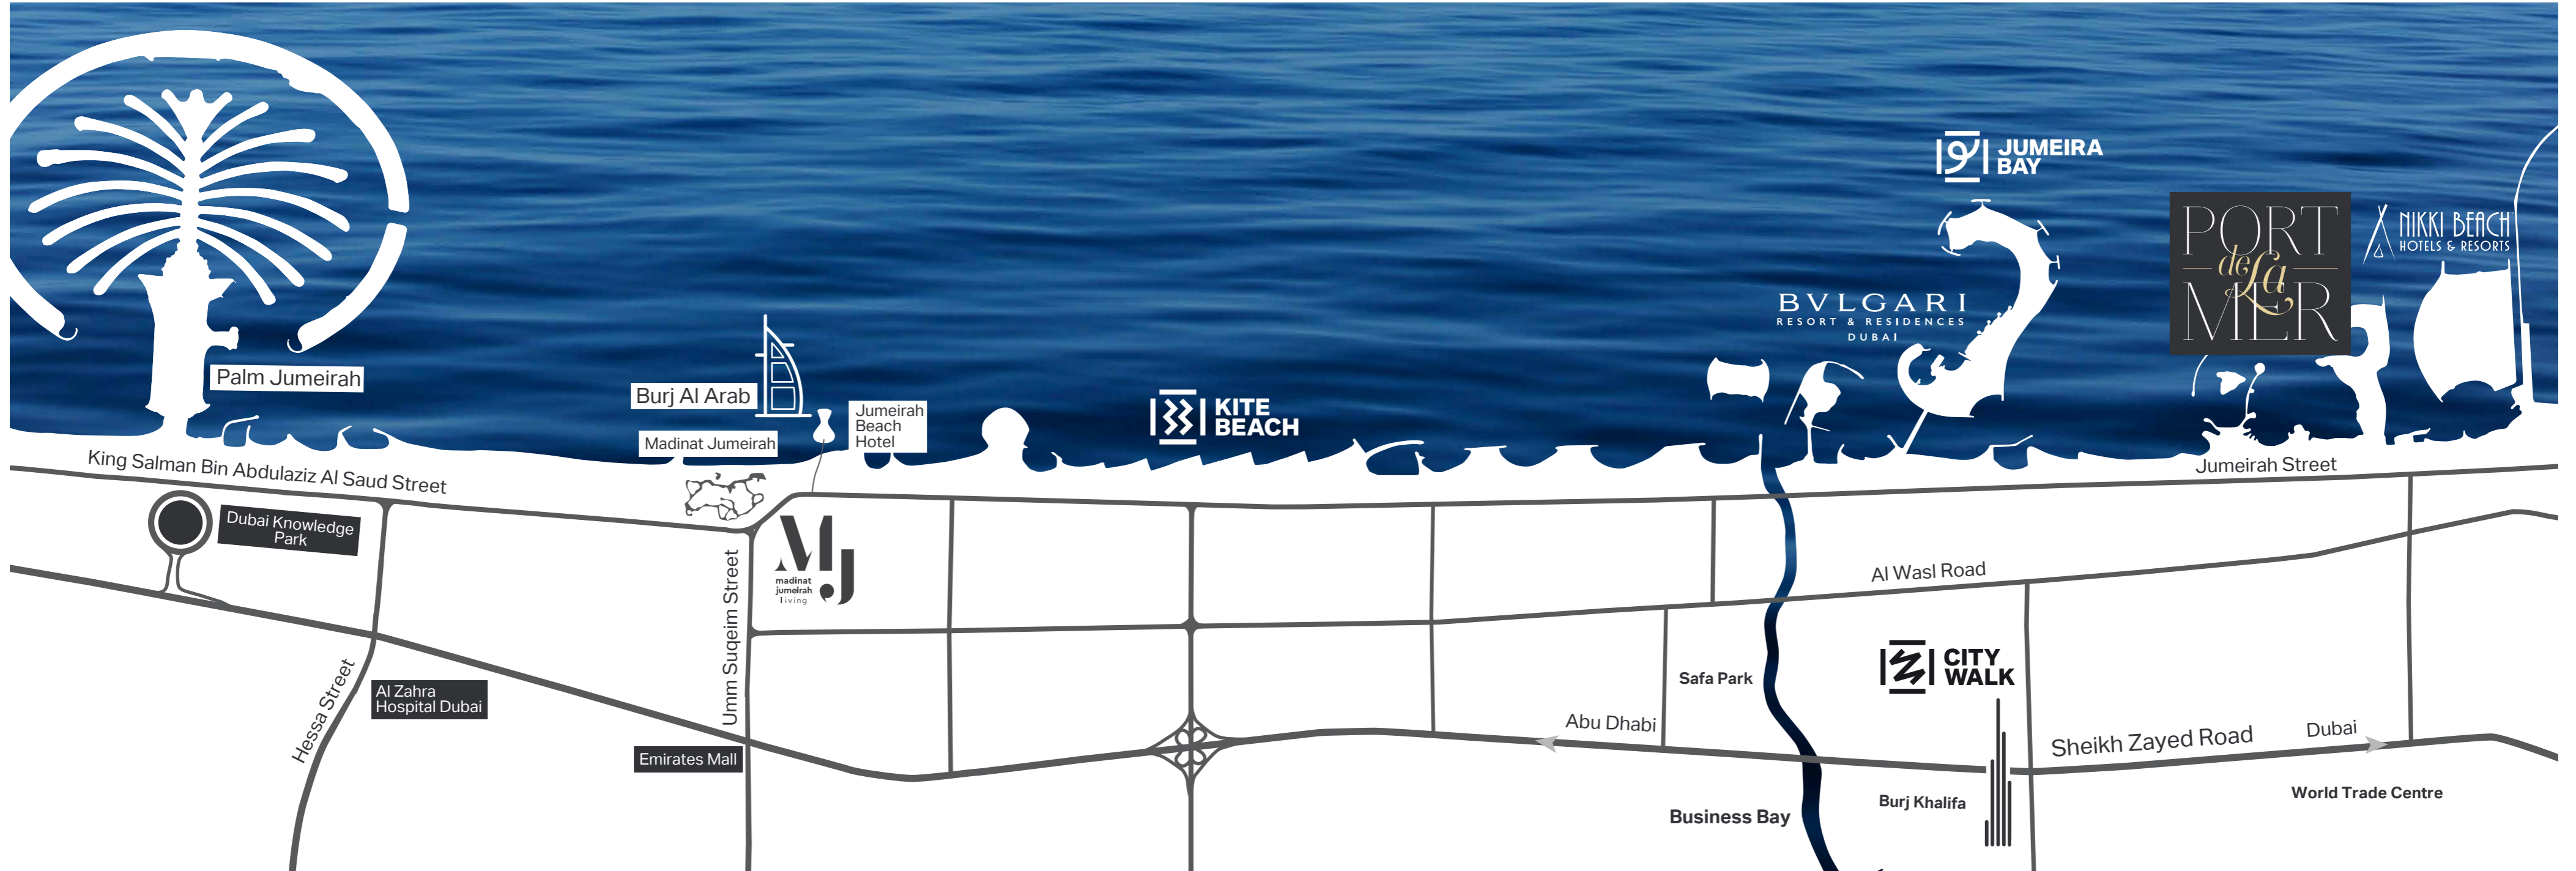 JUMEIRA
BAY
PORT
de La
MER
NIKKI BEACH
HOTELS & RESORTS
BVLGARI
RESORT & RESIDENCES
DUBAI
Palm Jumeirah
Burj Al Arab
Jumeirah
Beach
Hotel
KITE
BEACH
Madinat Jumeirah
King Salman Bin Abdulaziz Al Saud Street
Jumeirah Street
Dubai Knowledge
Park
MJ
madinat
jumeirah
living
Umm Suqeim Street
Al Wasl Road
Hessa Street
Al Zahra
Hospital Dubai
Emirates Mall
Safa Park
CITY
WALK
Abu Dhabi
Sheikh Zayed Road
Dubai
Business Bay
Burj Khalifa
World Trade Centre